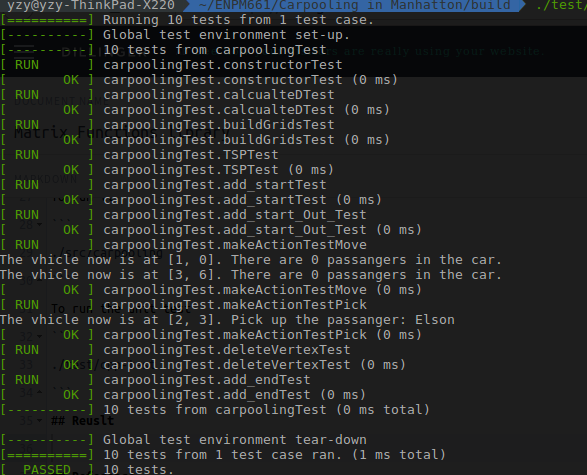 yzy@yzy-ThinkPad-X220 ~/ENPM661/Carpooling in Manhatton/build ./test/
[==========] Running 10 tests from 1 test case.
[----------] Global test environment set-up.
[----------] 10 tests from carpoolingTest
[ RUN      ] carpoolingTest.constructorTest
[       OK ] carpoolingTest.constructorTest (0 ms)
[ RUN      ] carpoolingTest.calcualteDTest
[       OK ] carpoolingTest.calcualteDTest (0 ms)
[ RUN      ] carpoolingTest.buildGridsTest
[       OK ] carpoolingTest.buildGridsTest (0 ms)
[ RUN      ] carpoolingTest.TSPTest
[       OK ] carpoolingTest.TSPTest (0 ms)
[ RUN      ] carpoolingTest.add_startTest
[       OK ] carpoolingTest.add_startTest (0 ms)
[ RUN      ] carpoolingTest.add_start_Out_Test
[       OK ] carpoolingTest.add_start_Out_Test (0 ms)
[ RUN      ] carpoolingTest.makeActionTestMove
The vhicle now is at [1, 0]. There are 0 passangers in the car.
The vhicle now is at [3, 6]. There are 0 passangers in the car.
[       OK ] carpoolingTest.makeActionTestMove (0 ms)
[ RUN      ] carpoolingTest.makeActionTestPick
The vhicle now is at [2, 3]. Pick up the passanger: Elson
[       OK ] carpoolingTest.makeActionTestPick (0 ms)
[ RUN      ] carpoolingTest.deleteVertexTest
[       OK ] carpoolingTest.deleteVertexTest (0 ms)
[ RUN      ] carpoolingTest.add_endTest
[       OK ] carpoolingTest.add_endTest (0 ms)
[----------] 10 tests from carpoolingTest (0 ms total)
## Reuslt
[----------] Global test environment tear-down
[==========] 10 tests from 1 test case ran. (1 ms total)
[  PASSED  ] 10 tests.